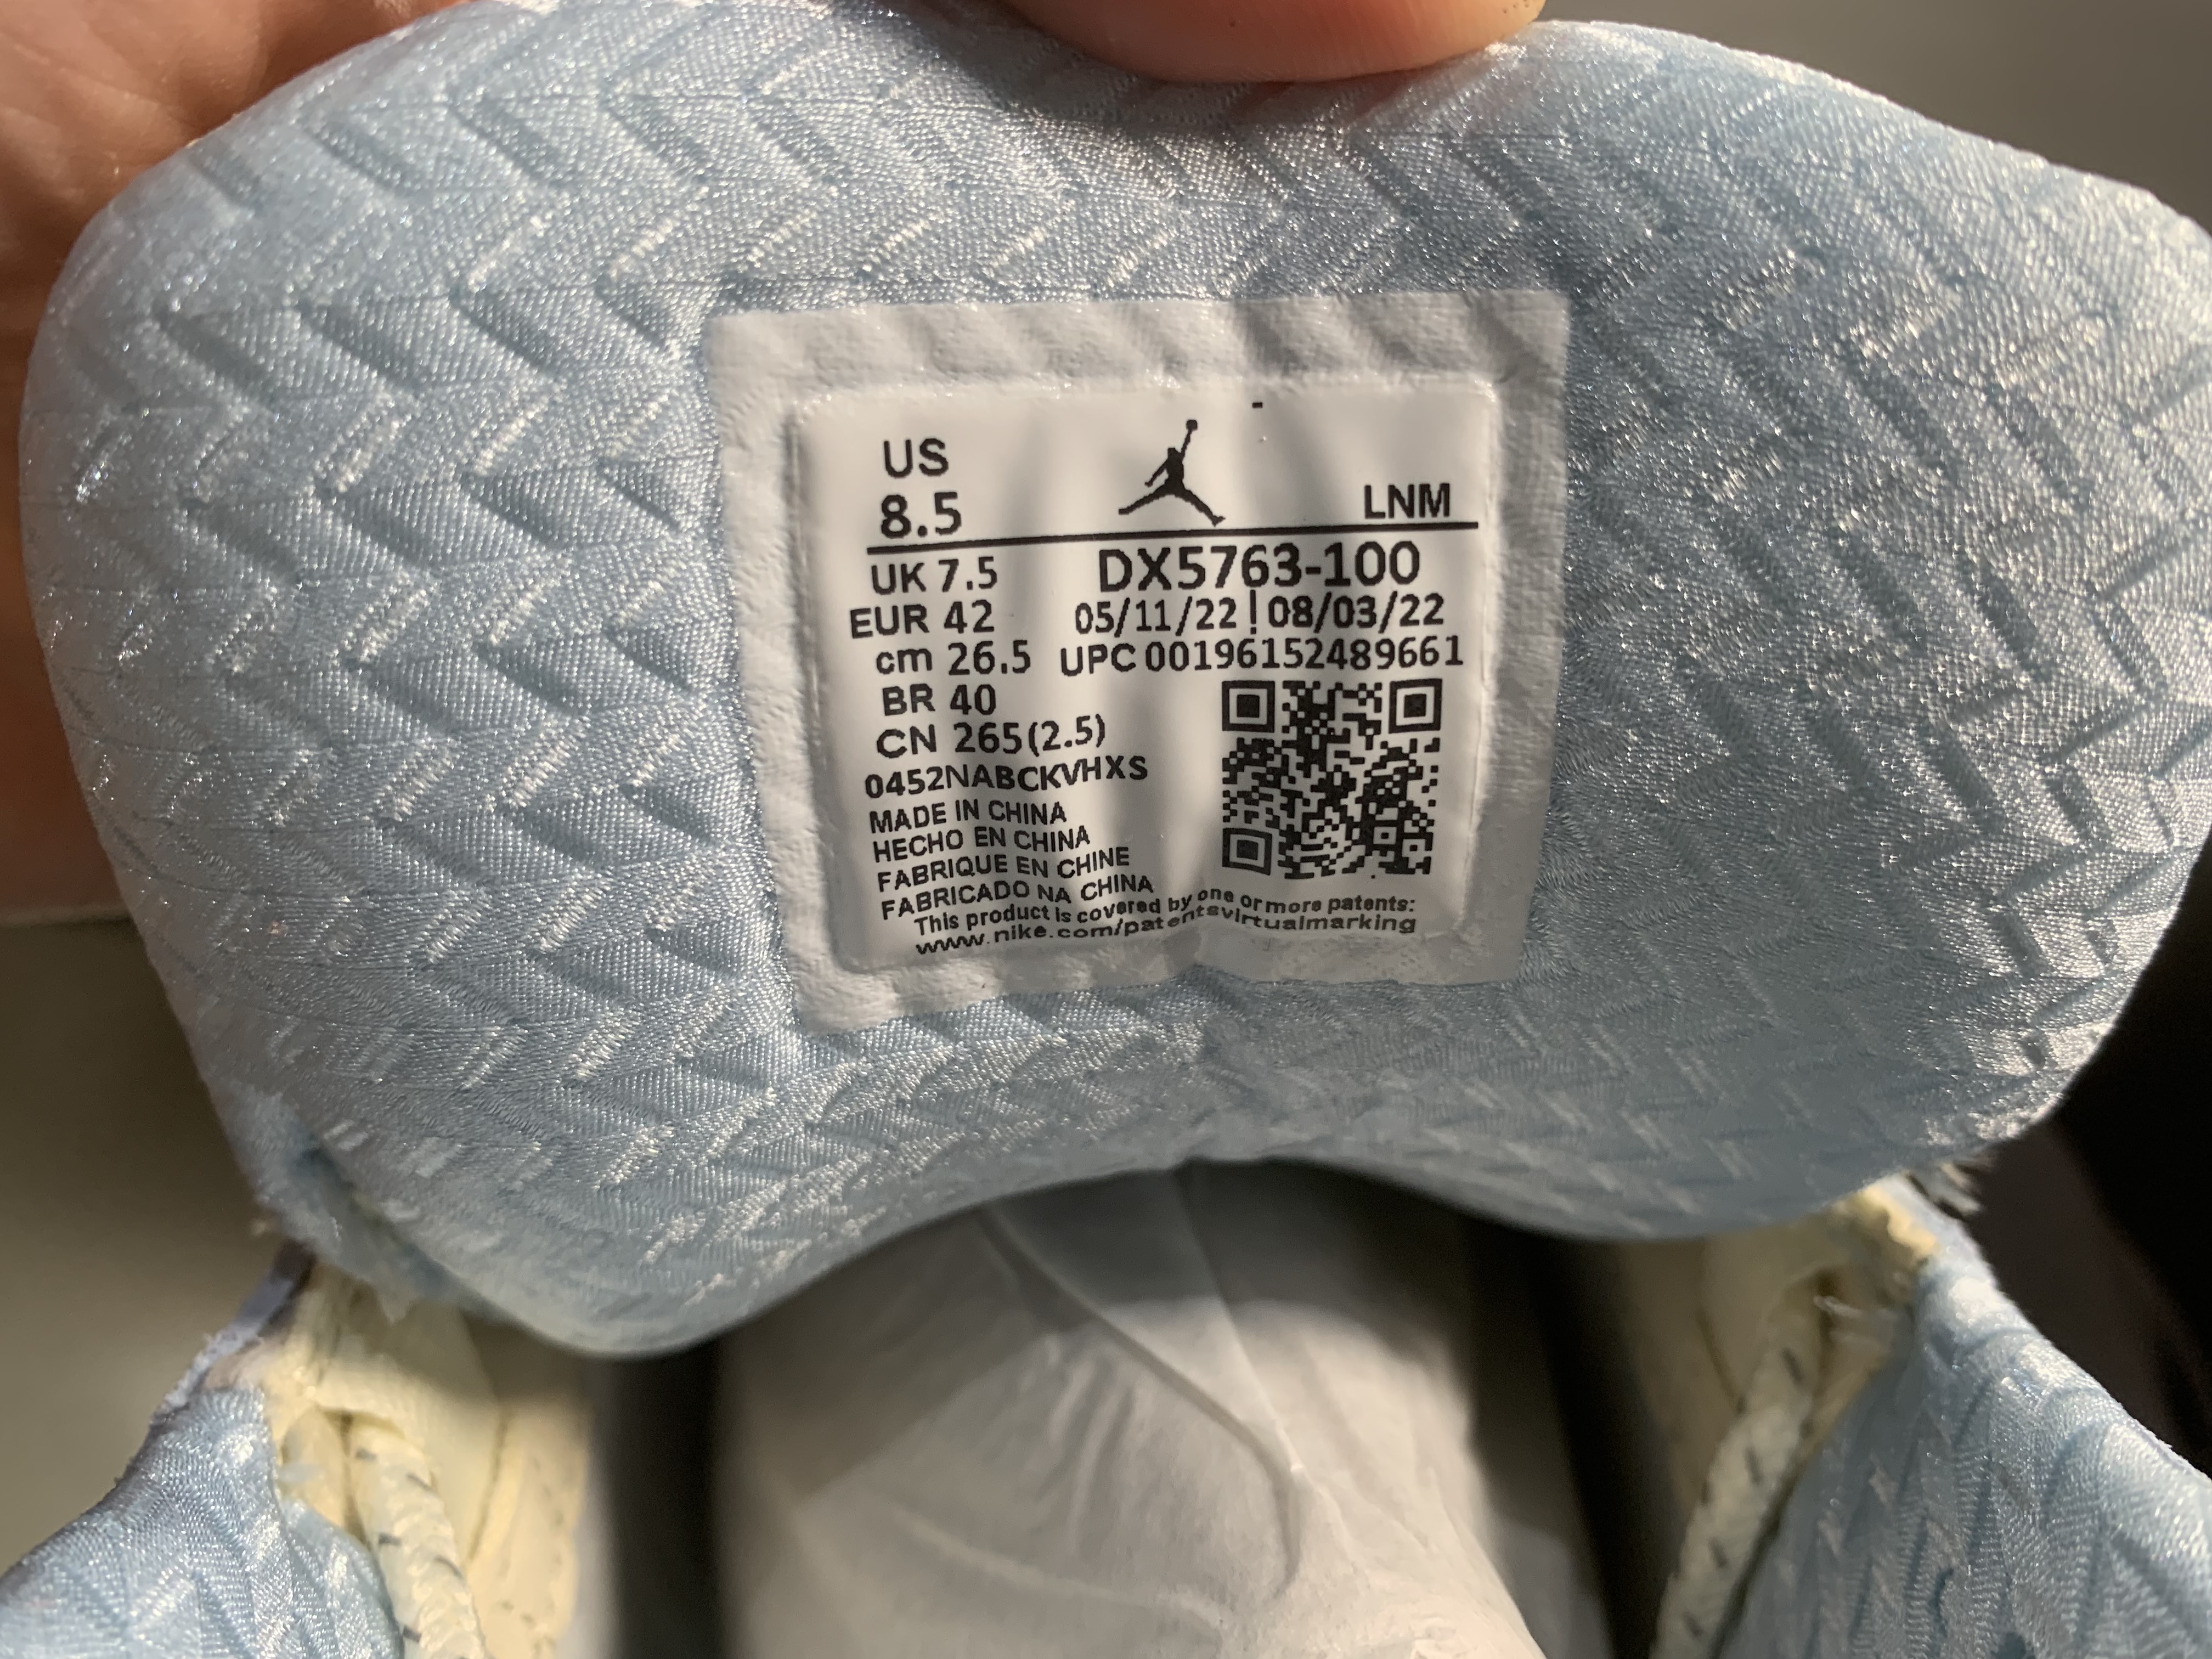 US
8.5 LNM
UK 7.5 DX5763-100
EUR 42 05/11/22 | 08/03/22
cm 26.5 UPC 00196152489661
BR 40
CN 265(2.5)
0452NABCKVHXS
MADE IN CHINA
HECHO EN CHINA
FABRIQUE EN CHINE
FABRICADO NA CHINA
This product is covered by one or more patents:
www.nike.com/patentsvirtualmarking